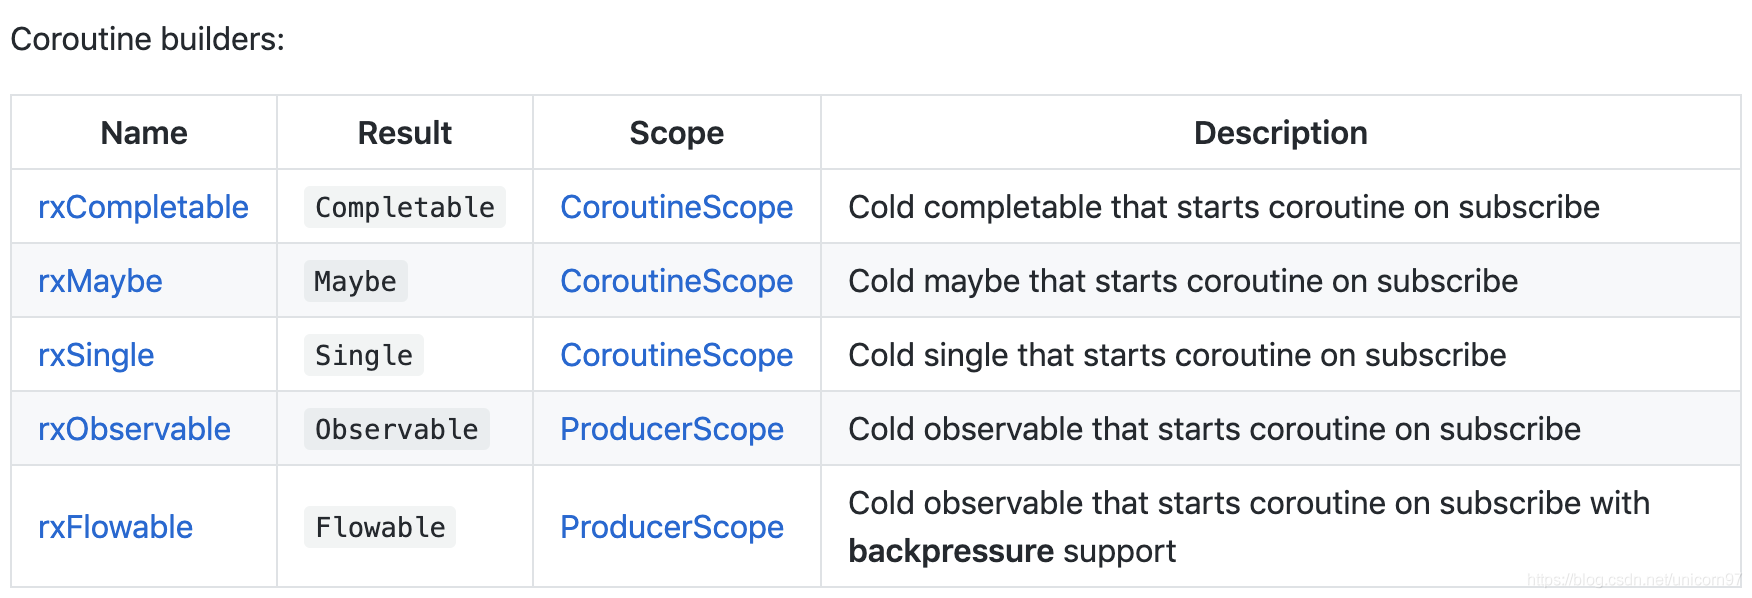 Coroutine builders:
Name Result Scope Description
rxCompletable Completable CoroutineScope Cold completable that starts coroutine on subscribe
rxMaybe Maybe CoroutineScope Cold maybe that starts coroutine on subscribe
rxSingle Single CoroutineScope Cold single that starts coroutine on subscribe
rxObservable Observable ProducerScope Cold observable that starts coroutine on subscribe
rxFlowable Flowable ProducerScope Cold observable that starts coroutine on subscribe with
backpressure support
https://blog.csdn.net/unicorn97